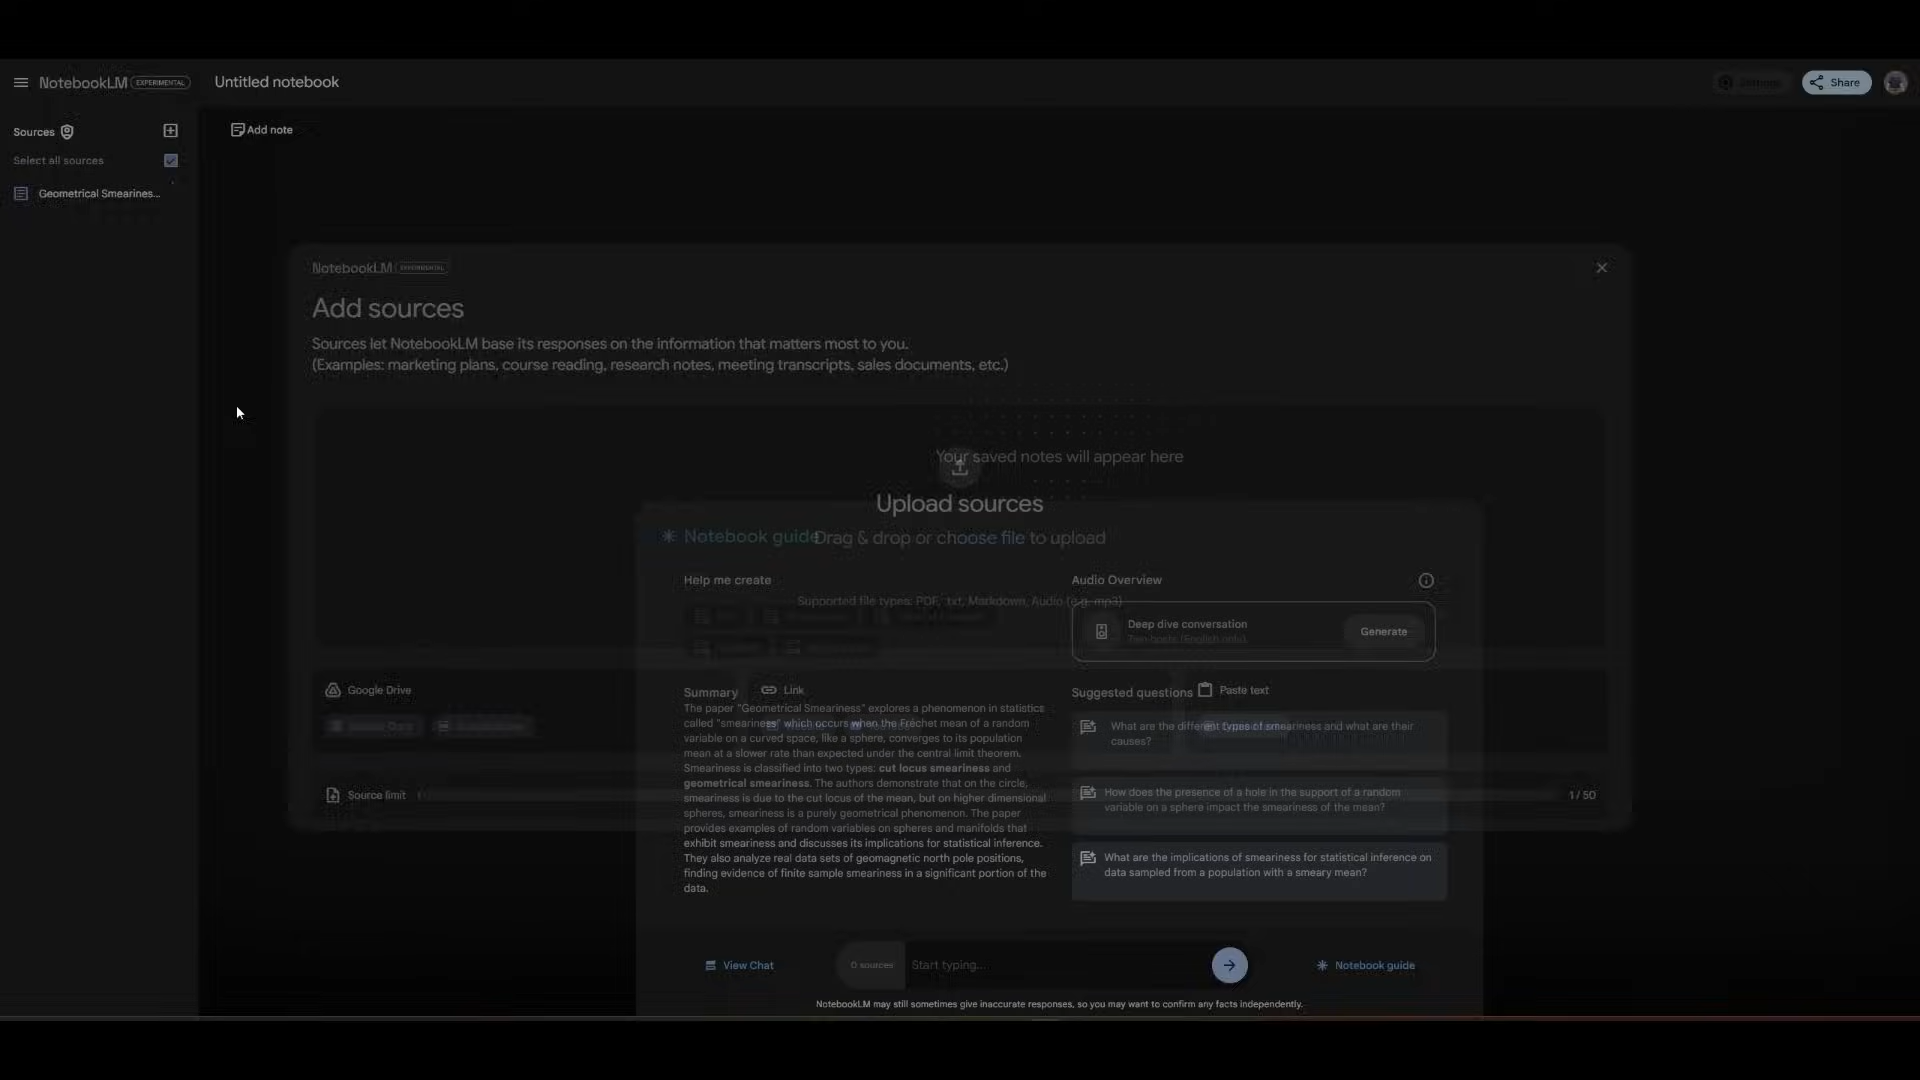 NotebookLM EXPERIMENTAL
Untitled notebook
Share
Sources
Select all sources
Geometrical Smearines...
Add note
NotebookLM EXPERIMENTAL
Add sources
Sources let NotebookLM base its responses on the information that matters most to you.
(Examples: marketing plans, course reading, research notes, meeting transcripts, sales documents, etc.)
Your saved notes will appear here
Upload sources
Drag & drop or choose file to upload
Supported file types: PDF, .txt, Markdown, Audio (e.g. mp3)
Notebook guide
Help me create
Audio Overview
Deep dive conversation
Two hosts (English only)
Generate
Google Drive
Link
Paste text
Source limit
1 / 50
Summary
The paper "Geometrical Smeariness" explores a phenomenon in statistics
called "smeariness" which occurs when the Fréchet mean of a random
variable on a curved space, like a sphere, converges to its population
mean at a slower rate than expected under the central limit theorem.
Smeariness is classified into two types: cut locus smeariness and
geometrical smeariness. The authors demonstrate that on the circle,
smeariness is due to the cut locus of the mean, but on higher dimensional
spheres, smeariness is a purely geometrical phenomenon. The paper
provides examples of random variables on spheres and manifolds that
exhibit smeariness and discusses its implications for statistical inference.
They also analyze real data sets of geomagnetic north pole positions,
finding evidence of finite sample smeariness in a significant portion of the
data.
Suggested questions
What are the different types of smeariness and what are their
causes?
How does the presence of a hole in the support of a random
variable on a sphere impact the smeariness of the mean?
What are the implications of smeariness for statistical inference on
data sampled from a population with a smeary mean?
View Chat
0 sources
Start typing...
Notebook guide
NotebookLM may still sometimes give inaccurate responses, so you may want to confirm any facts independently.